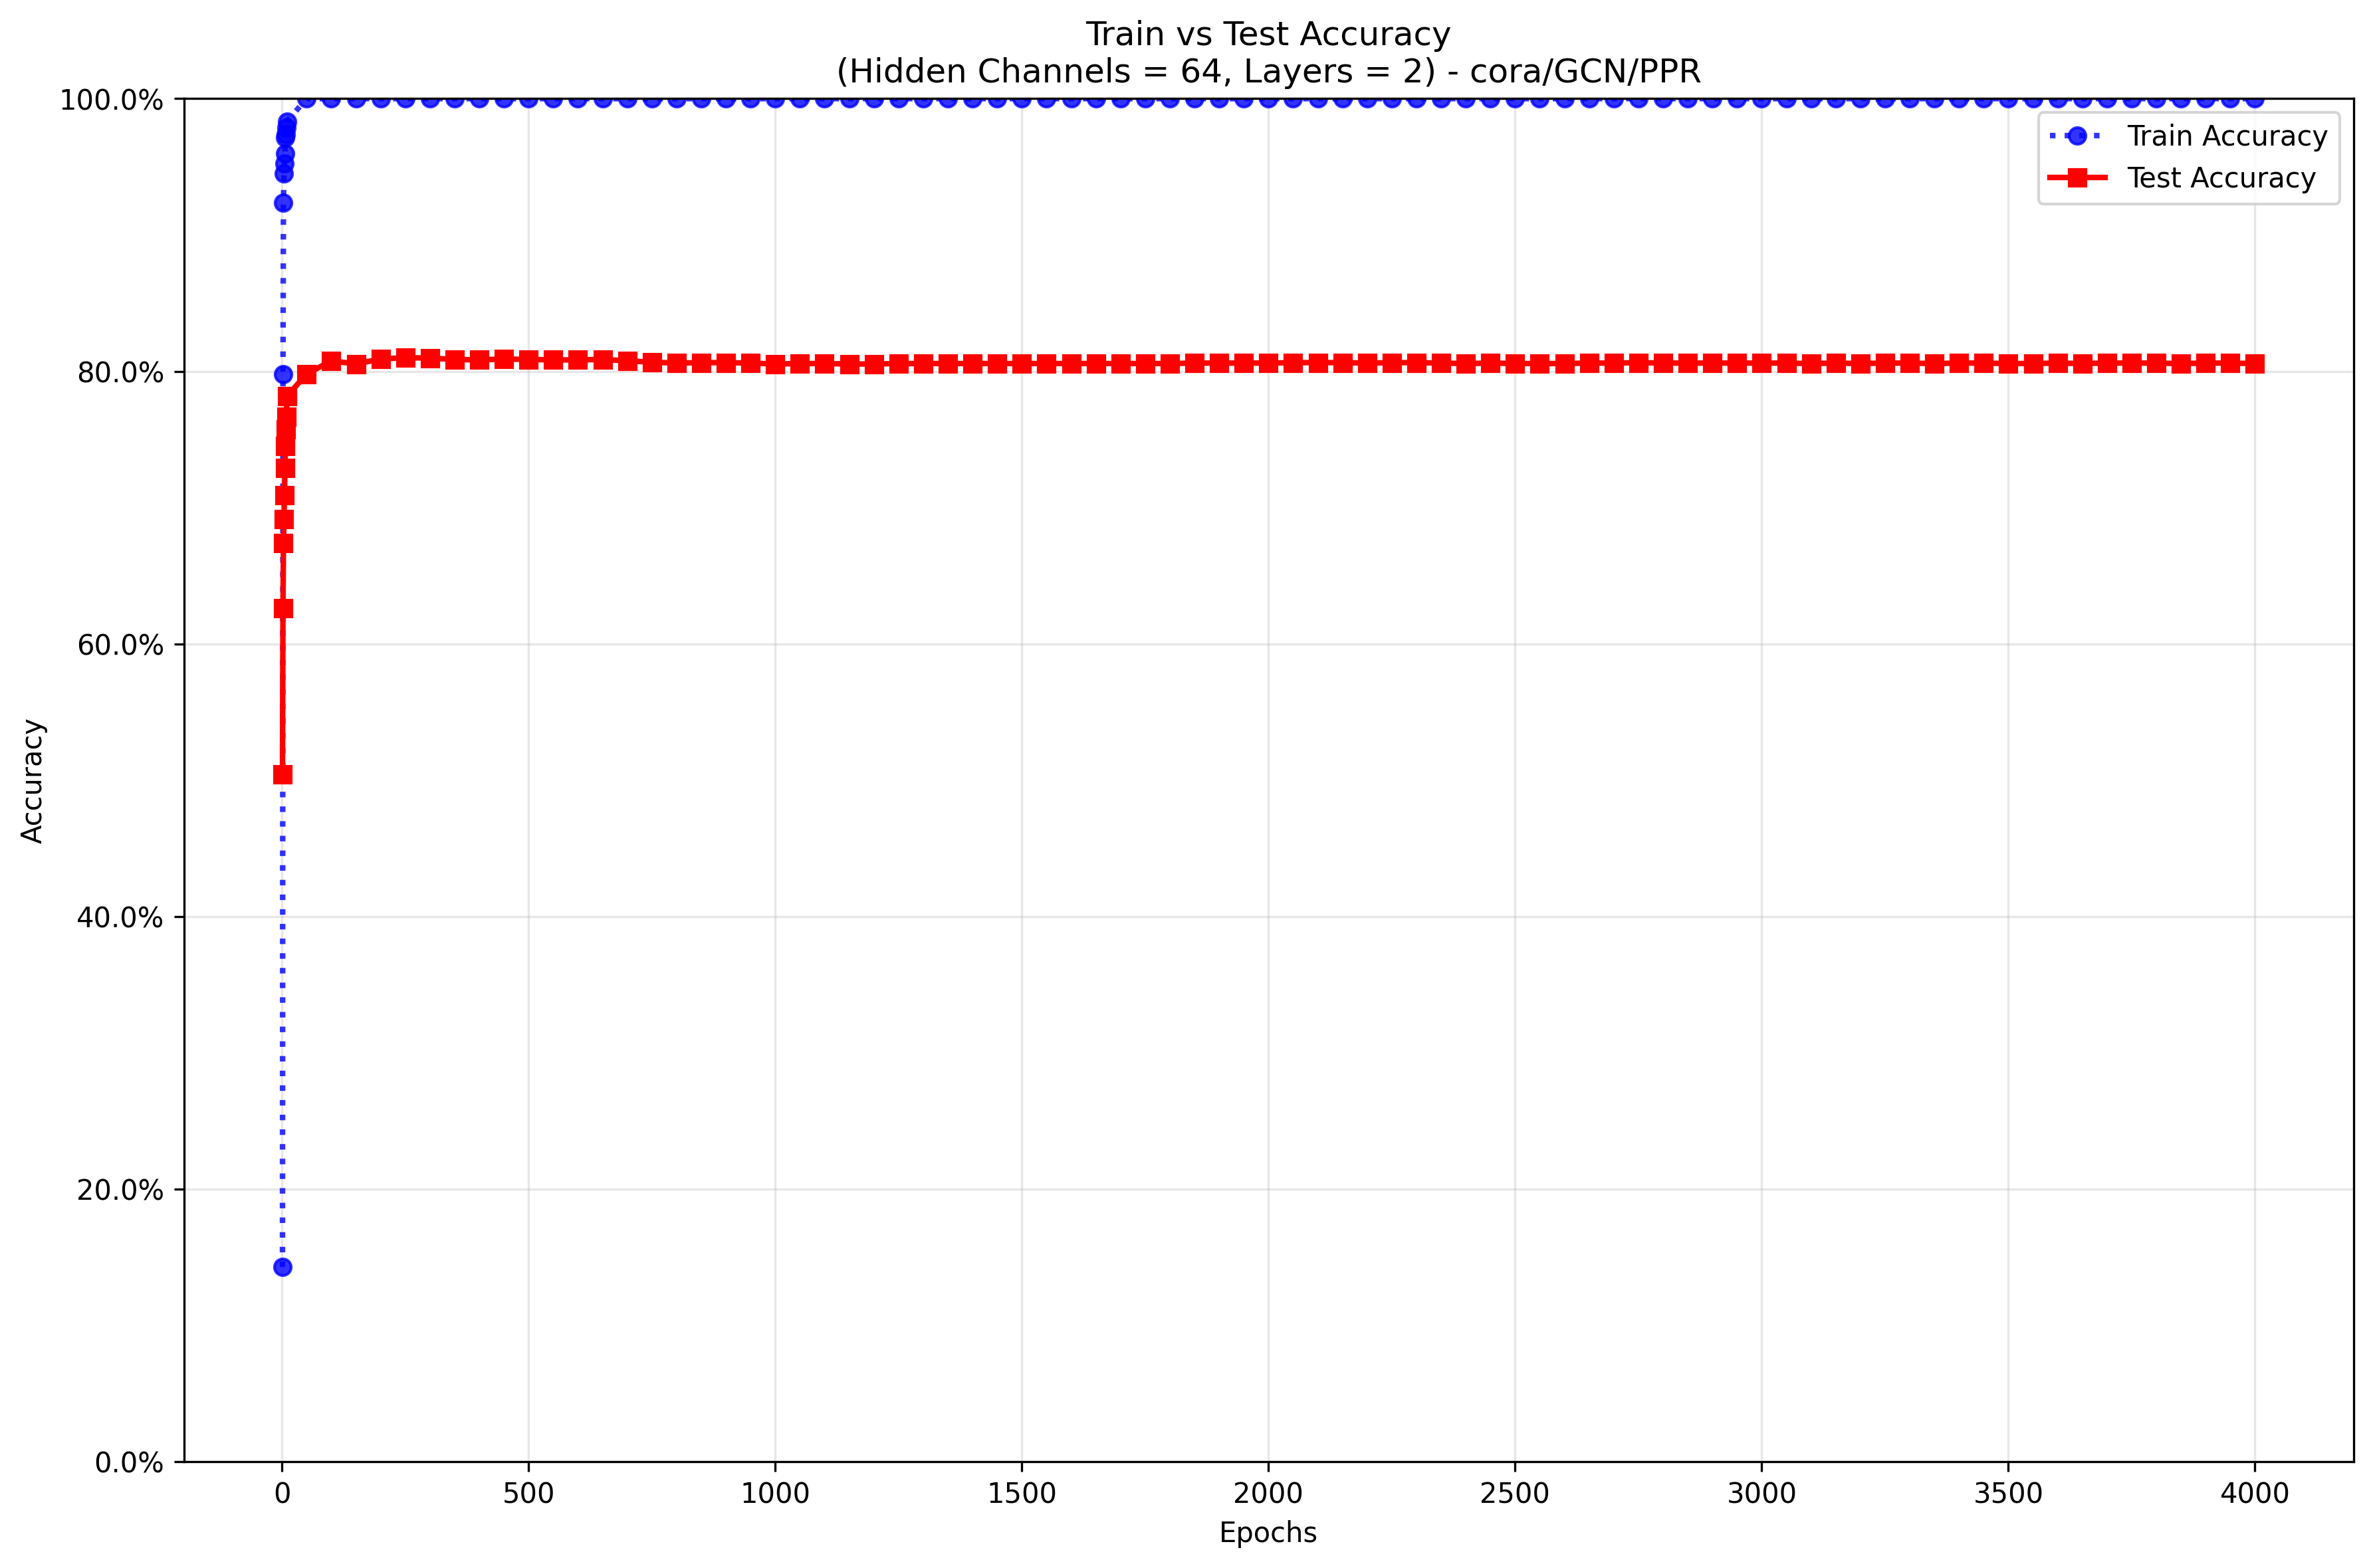 Train vs Test Accuracy
(Hidden Channels = 64, Layers = 2) - cora/GCN/PPR
100.0%
80.0%
60.0%
40.0%
20.0%
0.0%
Accuracy
Train Accuracy
Test Accuracy
0 500 1000 1500 2000 2500 3000 3500 4000
Epochs